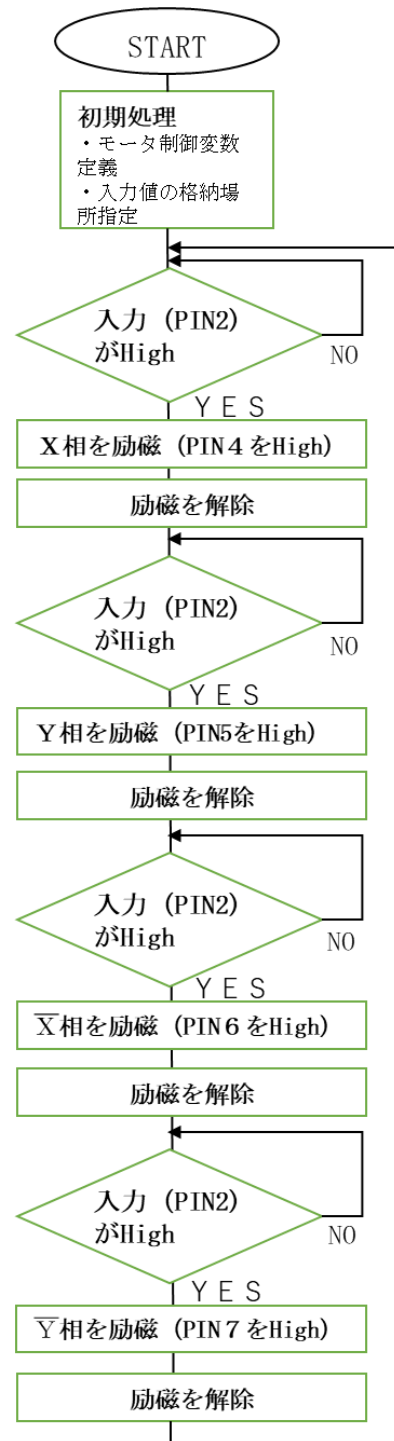 START
初期処理
・モータ制御変数
定義
・入力値の格納場
所指定
入力（PIN2）
がHigh
NO
ＹＥＳ
X相を励磁（PIN４をHigh）
励磁を解除
入力（PIN2）
がHigh
NO
ＹＥＳ
Y相を励磁（PIN5をHigh）
励磁を解除
入力（PIN2）
がHigh
NO
ＹＥＳ
X̅相を励磁（PIN６をHigh）
励磁を解除
入力（PIN2）
がHigh
NO
ＹＥＳ
Y̅相を励磁（PIN７をHigh）
励磁を解除